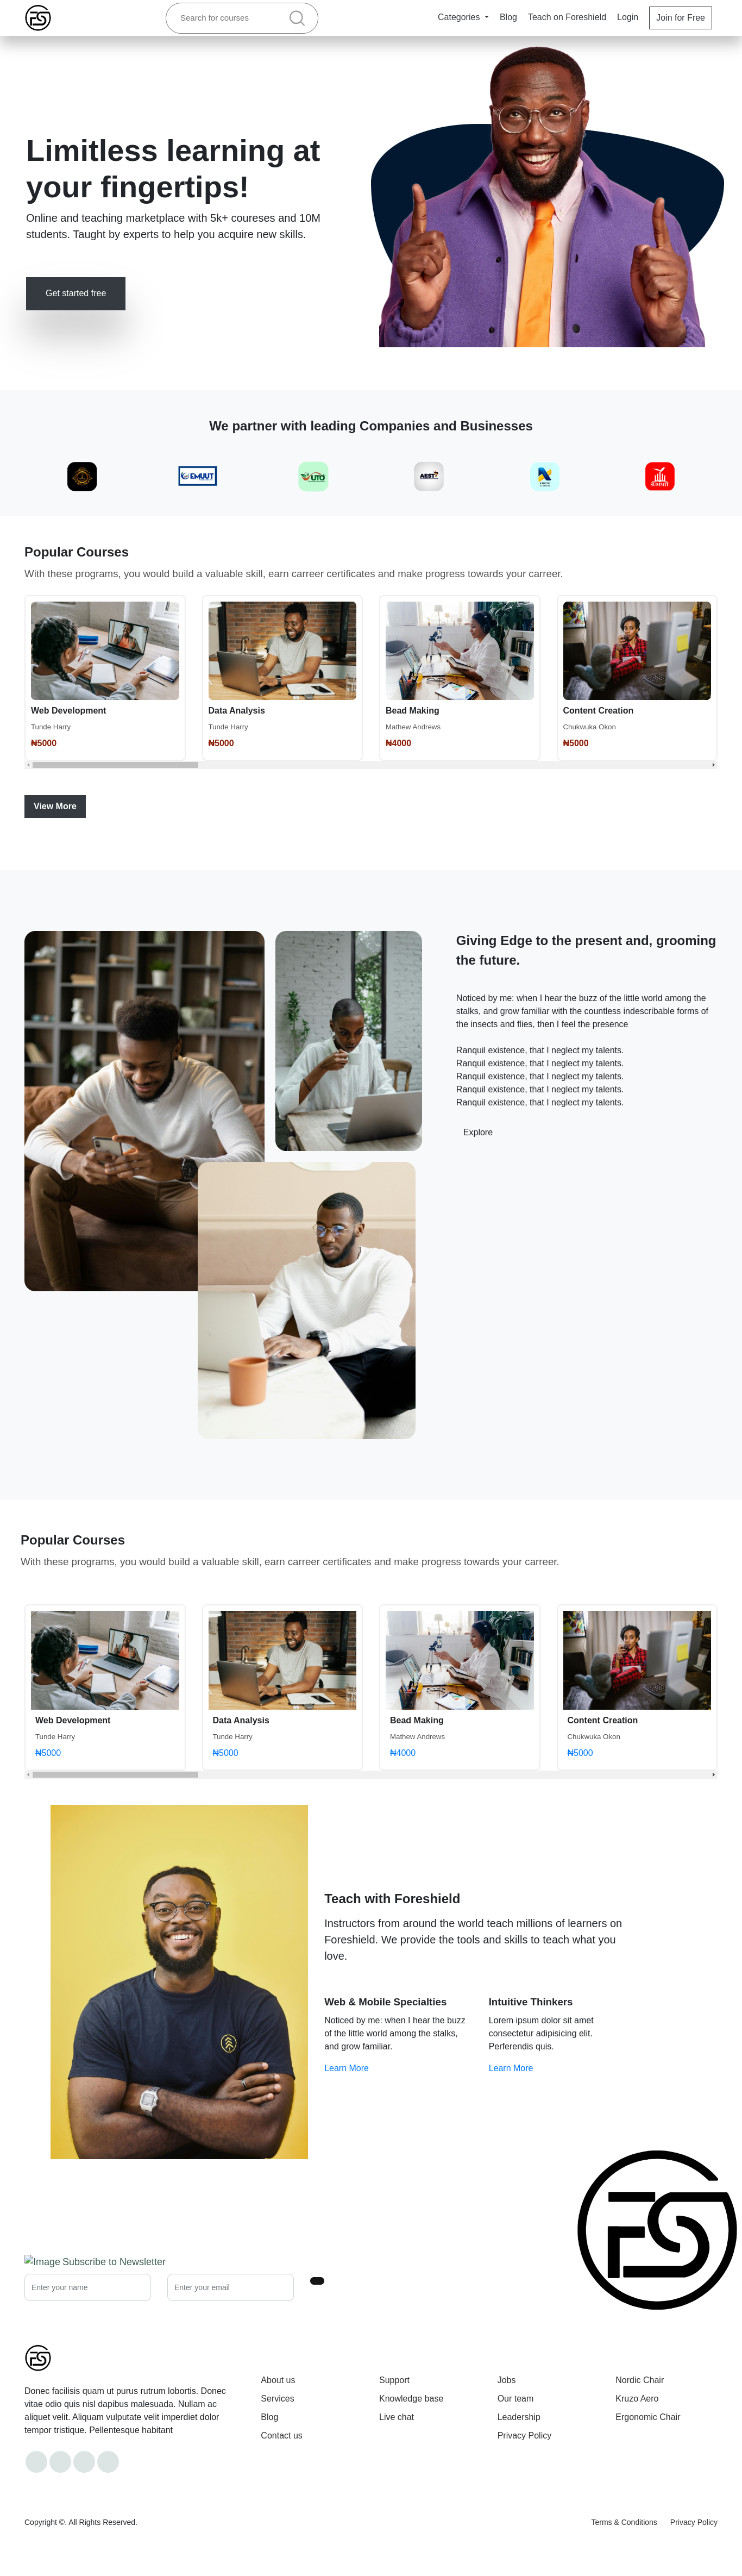 Search for courses
Categories
Blog
Teach on Foreshield
Login
Join for Free
Limitless learning at
your fingertips!
Online and teaching marketplace with 5k+ coureses and 10M
students. Taught by experts to help you acquire new skills.
Get started free
We partner with leading Companies and Businesses
EMUUT
UTO
AEST
SUMMIT
Popular Courses
With these programs, you would build a valuable skill, earn carreer certificates and make progress towards your carreer.
Web Development
Tunde Harry
₦5000
Data Analysis
Tunde Harry
₦5000
Bead Making
Mathew Andrews
₦4000
Content Creation
Chukwuka Okon
₦5000
View More
Giving Edge to the present and, grooming
the future.
Noticed by me: when I hear the buzz of the little world among the
stalks, and grow familiar with the countless indescribable forms of
the insects and flies, then I feel the presence
Ranquil existence, that I neglect my talents.
Ranquil existence, that I neglect my talents.
Ranquil existence, that I neglect my talents.
Ranquil existence, that I neglect my talents.
Ranquil existence, that I neglect my talents.
Explore
Popular Courses
With these programs, you would build a valuable skill, earn carreer certificates and make progress towards your carreer.
Web Development
Tunde Harry
₦5000
Data Analysis
Tunde Harry
₦5000
Bead Making
Mathew Andrews
₦4000
Content Creation
Chukwuka Okon
₦5000
Teach with Foreshield
Instructors from around the world teach millions of learners on
Foreshield. We provide the tools and skills to teach what you
love.
Web & Mobile Specialties
Noticed by me: when I hear the buzz
of the little world among the stalks,
and grow familiar.
Learn More
Intuitive Thinkers
Lorem ipsum dolor sit amet
consectetur adipisicing elit.
Perferendis quis.
Learn More
FS
Image Subscribe to Newsletter
Enter your name
Enter your email
Donec facilisis quam ut purus rutrum lobortis. Donec
vitae odio quis nisl dapibus malesuada. Nullam ac
aliquet velit. Aliquam vulputate velit imperdiet dolor
tempor tristique. Pellentesque habitant
About us
Services
Blog
Contact us
Support
Knowledge base
Live chat
Jobs
Our team
Leadership
Privacy Policy
Nordic Chair
Kruzo Aero
Ergonomic Chair
Copyright ©. All Rights Reserved.
Terms & Conditions
Privacy Policy